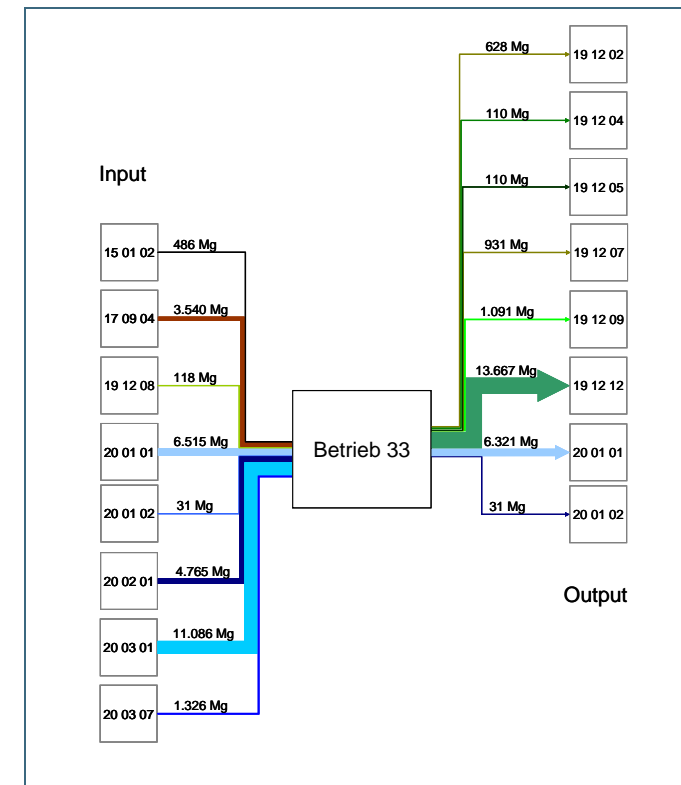 Input
15 01 02
486 Mg
17 09 04
3.540 Mg
19 12 08
118 Mg
20 01 01
6.515 Mg
20 01 02
31 Mg
20 02 01
4.765 Mg
20 03 01
11.086 Mg
20 03 07
1.326 Mg
Betrieb 33
628 Mg
19 12 02
110 Mg
19 12 04
110 Mg
19 12 05
931 Mg
19 12 07
1.091 Mg
19 12 09
13.667 Mg
19 12 12
6.321 Mg
20 01 01
31 Mg
20 01 02
Output